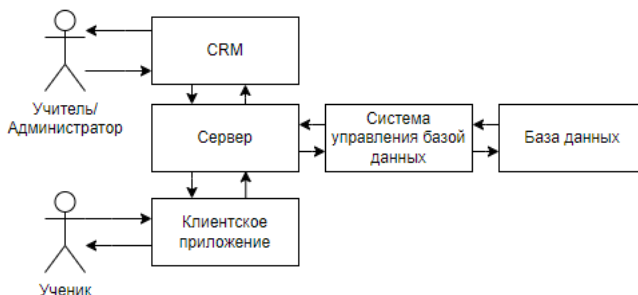 CRM
Учитель/
Администратор
Сервер
Система
управления базой
данных
База данных
Клиентское
приложение
Ученик